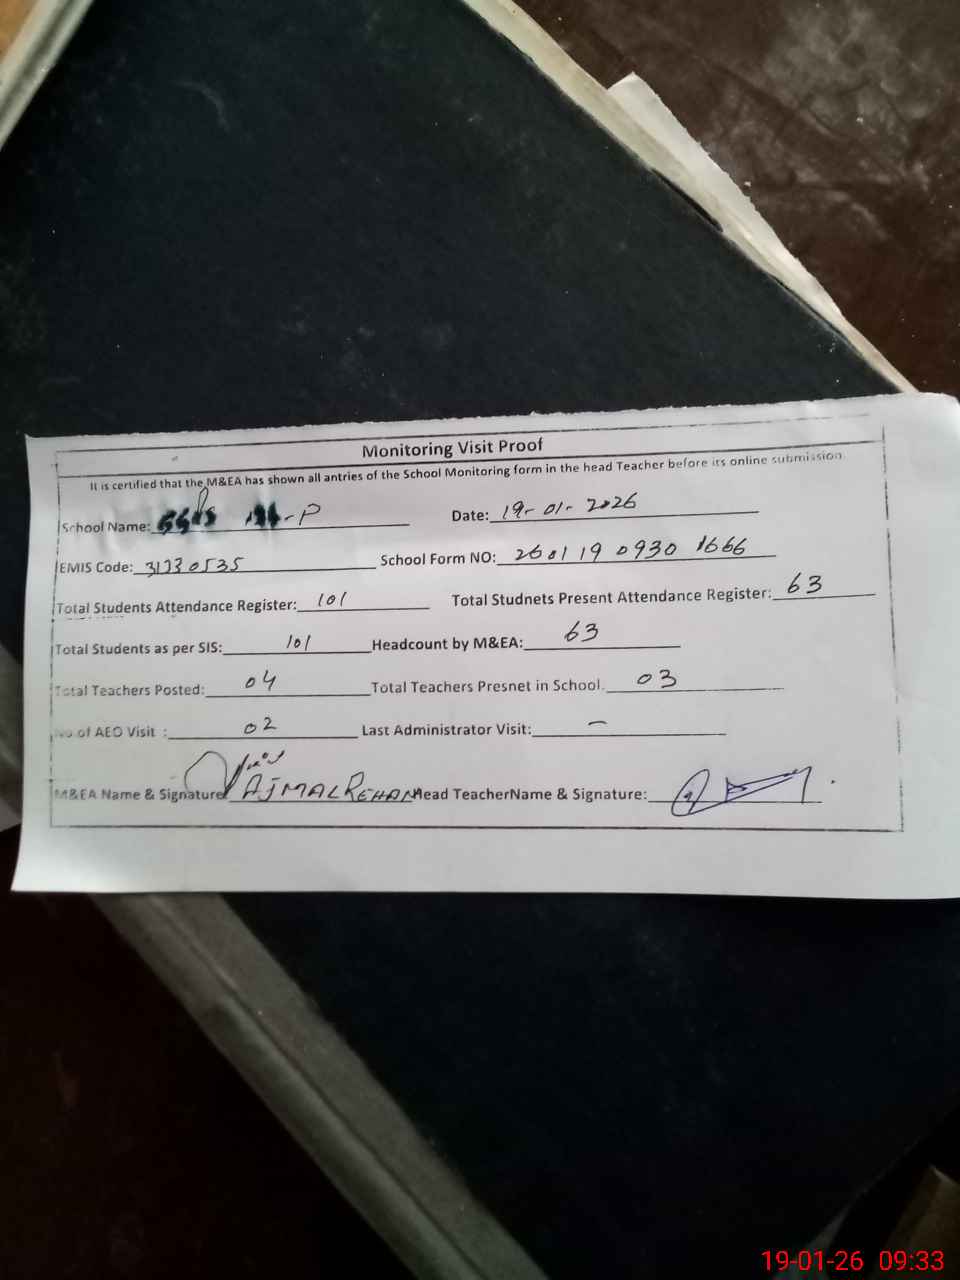 Monitoring Visit Proof
It is certified that the M&EA has shown all antries of the School Monitoring form in the head Teacher before its online submission
School Name: -P Date: 19-01-2026
EMIS Code: 31330535 School Form NO: 260119 0930 1666
Total Students Attendance Register: 101 Total Studnets Present Attendance Register: 63
Total Students as per SIS: 101 Headcount by M&EA: 63
Total Teachers Posted: 04 Total Teachers Presnet in School. 03
No of AEO Visit : 02 Last Administrator Visit: —
M&EA Name & Signature AJMAL REHAN Head TeacherName & Signature:
19-01-26 09:33